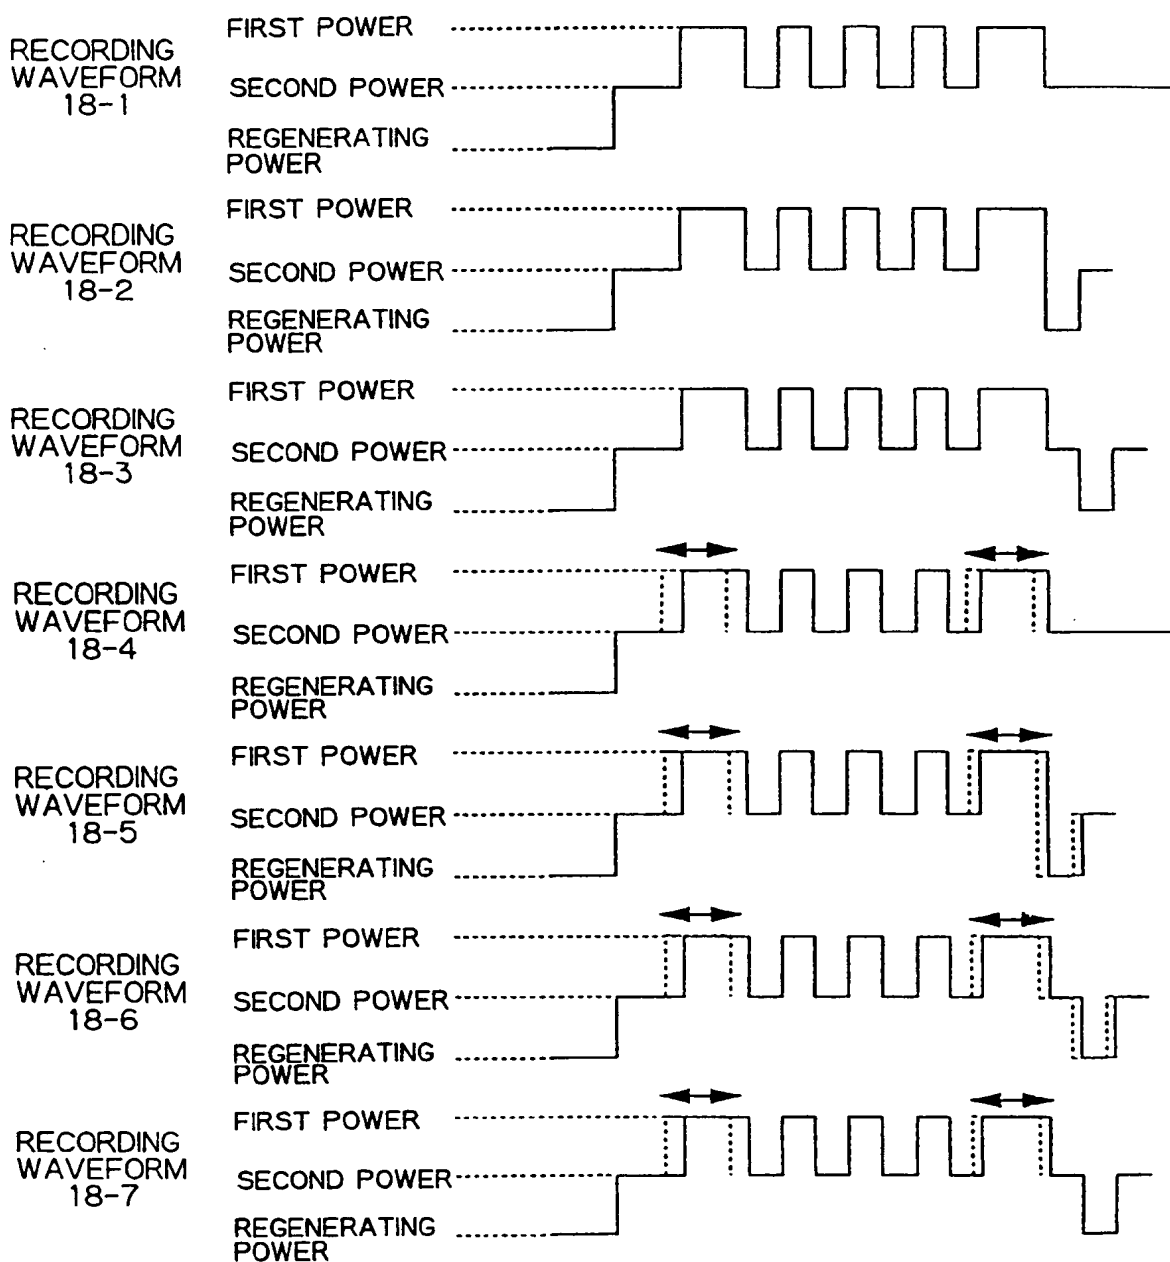 RECORDING
WAVEFORM
18-1
FIRST POWER
SECOND POWER
REGENERATING
POWER
RECORDING
WAVEFORM
18-2
FIRST POWER
SECOND POWER
REGENERATING
POWER
RECORDING
WAVEFORM
18-3
FIRST POWER
SECOND POWER
REGENERATING
POWER
RECORDING
WAVEFORM
18-4
FIRST POWER
SECOND POWER
REGENERATING
POWER
RECORDING
WAVEFORM
18-5
FIRST POWER
SECOND POWER
REGENERATING
POWER
RECORDING
WAVEFORM
18-6
FIRST POWER
SECOND POWER
REGENERATING
POWER
RECORDING
WAVEFORM
18-7
FIRST POWER
SECOND POWER
REGENERATING
POWER